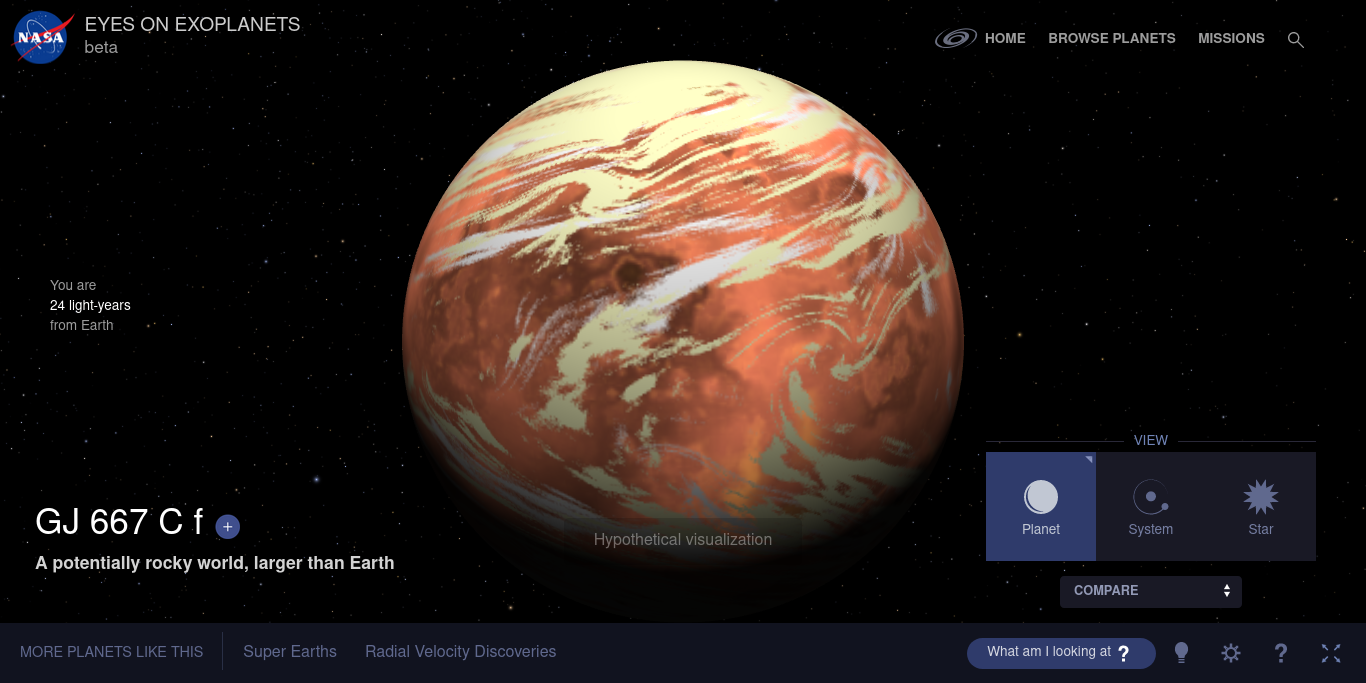 NASA
EYES ON EXOPLANETS
beta
HOME
BROWSE PLANETS
MISSIONS
You are
24 light-years
from Earth
VIEW
Planet
System
Star
GJ 667 C f +
A potentially rocky world, larger than Earth
Hypothetical visualization
COMPARE
MORE PLANETS LIKE THIS
Super Earths
Radial Velocity Discoveries
What am I looking at ?
?